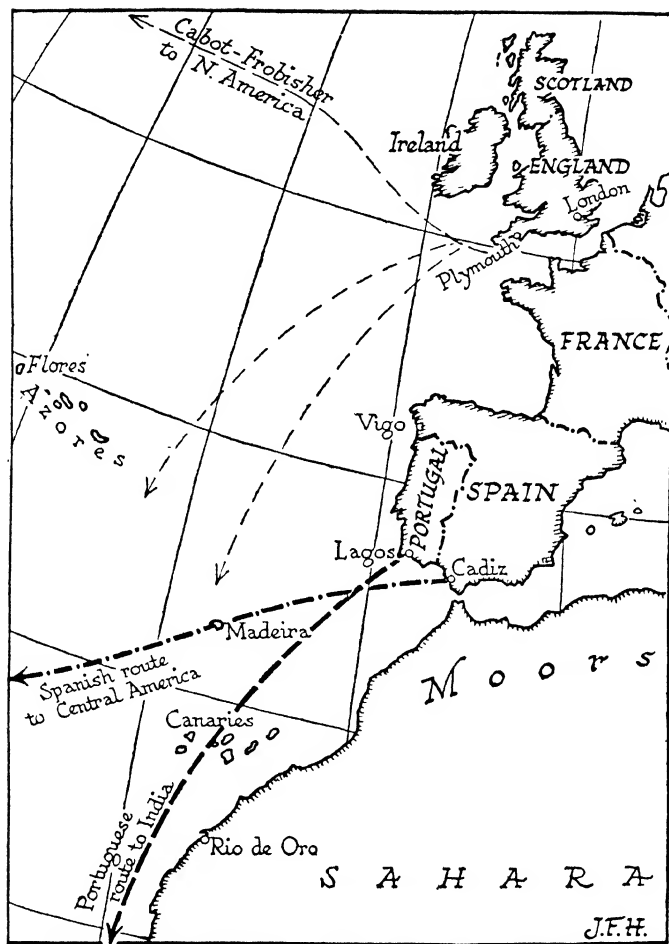 Cabot-Frobisher
to N. America
SCOTLAND
Ireland
ENGLAND
London
Plymouth
FRANCE
Flores
Azores
Vigo
PORTUGAL
SPAIN
Lagos
Cadiz
Madeira
Spanish route
to Central America
Moors
Canaries
Portuguese
route to India
Rio de Oro
SAHARA
J.F.H.